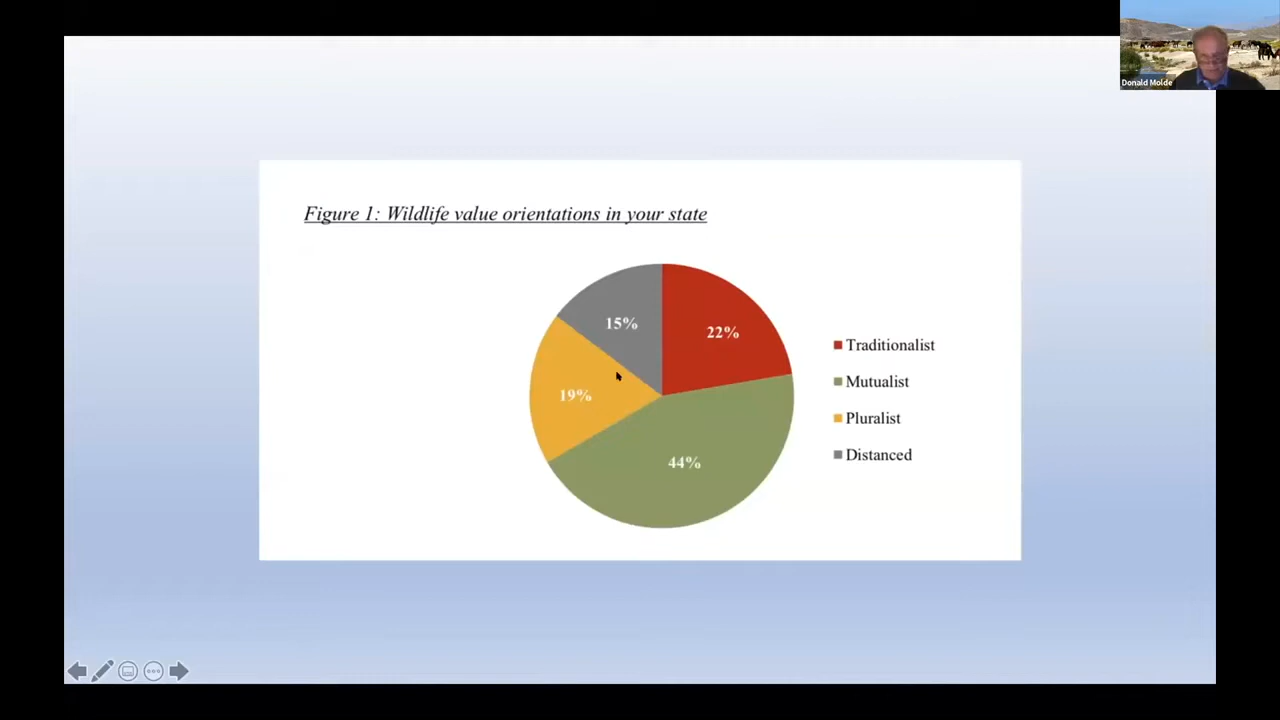 Donald Molde
Figure 1: Wildlife value orientations in your state
15%
22%
19%
44%
Traditionalist
Mutualist
Pluralist
Distanced